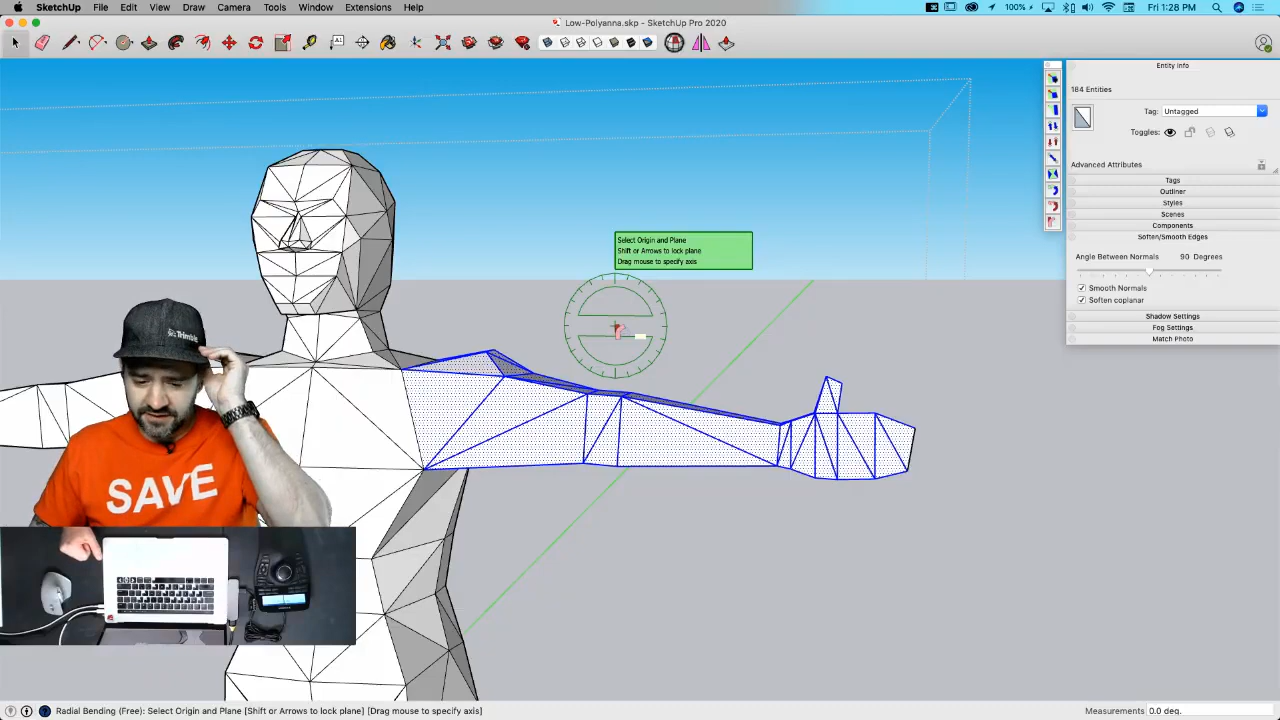 SketchUp File Edit View Draw Camera Tools Window Extensions Help 100% Fri 1:28 PM
Low-Polyanna.skp - SketchUp Pro 2020
Entity Info
184 Entities
Tag: Untagged
Toggles:
Advanced Attributes
Tags
Outliner
Styles
Scenes
Components
Soften/Smooth Edges
Angle Between Normals 90 Degrees
Smooth Normals
Soften coplanar
Shadow Settings
Fog Settings
Match Photo
Select Origin and Plane
Shift or Arrows to lock plane
Drag mouse to specify axis
Trimble
SAVE
Radial Bending (Free): Select Origin and Plane [Shift or Arrows to lock plane] [Drag mouse to specify axis] Measurements 0.0 deg.